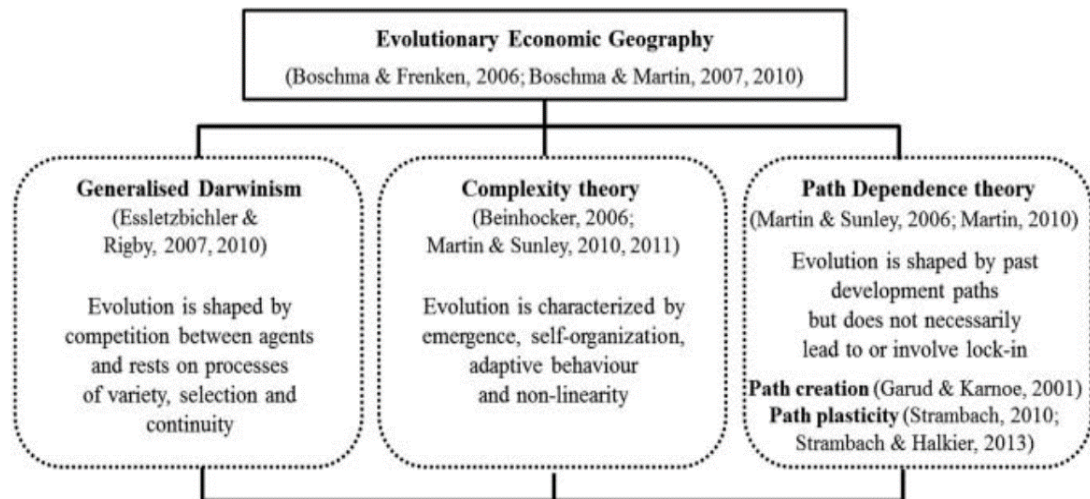 Evolutionary Economic Geography
(Boschma & Frenken, 2006; Boschma & Martin, 2007, 2010)
Generalised Darwinism
(Essletzbichler &
Rigby, 2007, 2010)
Evolution is shaped by
competition between agents
and rests on processes
of variety, selection and
continuity
Complexity theory
(Beinhocker, 2006;
Martin & Sunley, 2010, 2011)
Evolution is characterized by
emergence, self-organization,
adaptive behaviour
and non-linearity
Path Dependence theory
(Martin & Sunley, 2006; Martin, 2010)
Evolution is shaped by past
development paths
but does not necessarily
lead to or involve lock-in
Path creation (Garud & Karnoe, 2001)
Path plasticity (Strambach, 2010;
Strambach & Halkier, 2013)